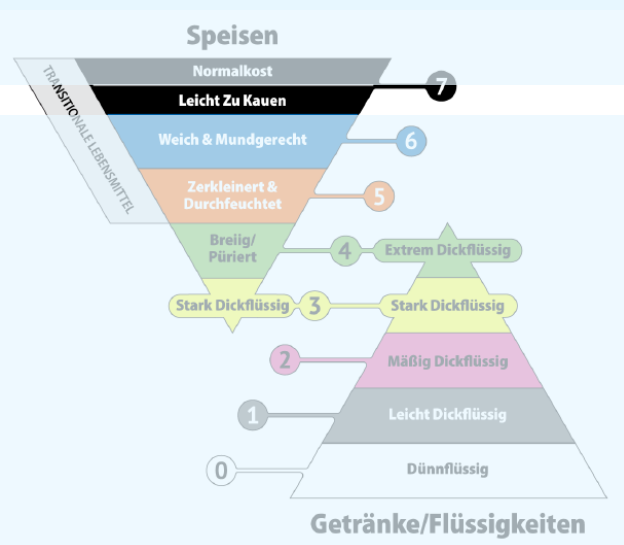 Speisen
TRANSITIONALE LEBENSMITTEL
Normalkost
Leicht Zu Kauen
7
Weich & Mundgerecht
6
Zerkleinert &
Durchfeuchtet
5
Breiig/
Püriert
4
Extrem Dickflüssig
Stark Dickflüssig
3
Stark Dickflüssig
2
Mäßig Dickflüssig
1
Leicht Dickflüssig
0
Dünnflüssig
Getränke/Flüssigkeiten